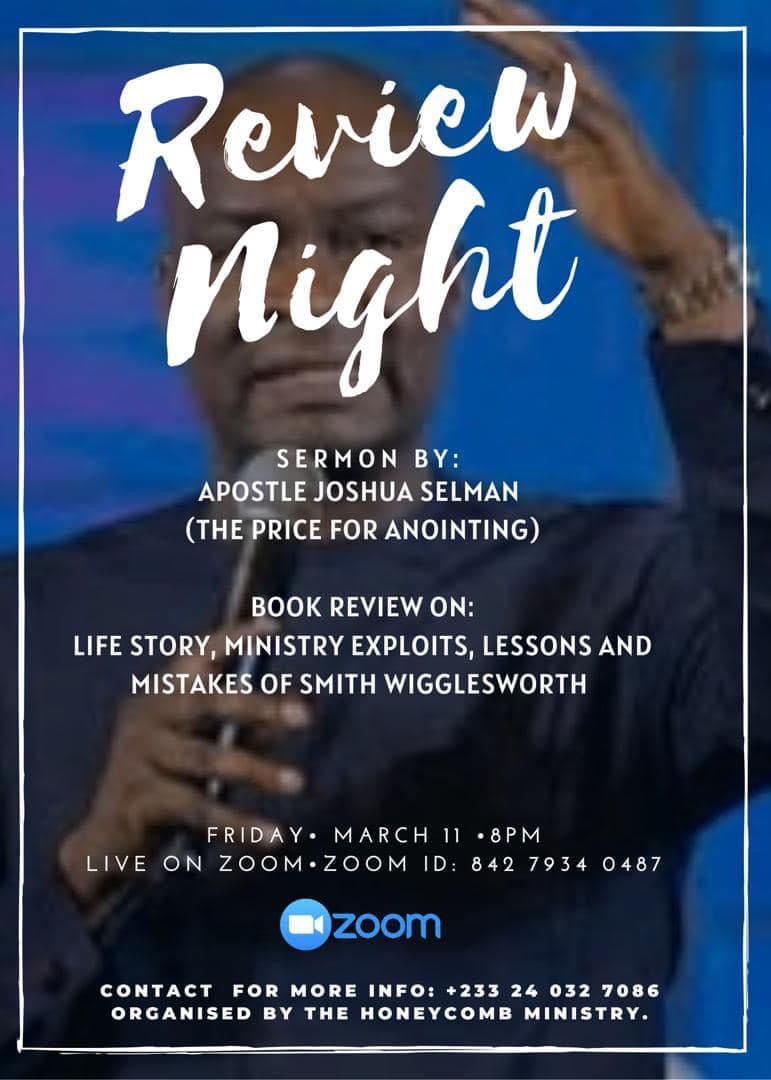 Review
Night
SERMON BY:
APOSTLE JOSHUA SELMAN
(THE PRICE FOR ANOINTING)
BOOK REVIEW ON:
LIFE STORY, MINISTRY EXPLOITS, LESSONS AND
MISTAKES OF SMITH WIGGLESWORTH
FRIDAY• MARCH 11 •8PM
LIVE ON ZOOM•ZOOM ID: 842 7934 0487
zoom
CONTACT FOR MORE INFO: +233 24 032 7086
ORGANISED BY THE HONEYCOMB MINISTRY.